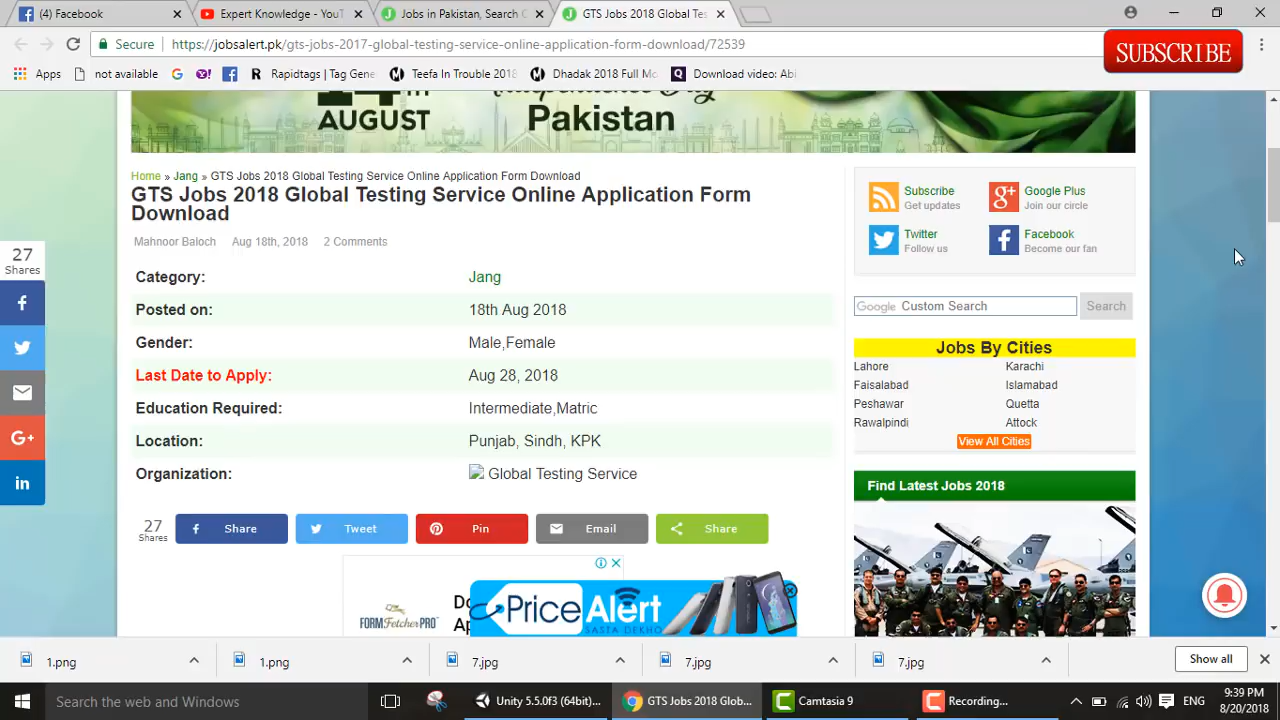 (4) Facebook
Expert Knowledge - YouT
Jobs in Pakistan, Search C
GTS Jobs 2018 Global Tes
Secure
https://jobsalert.pk/gts-jobs-2017-global-testing-service-online-application-form-download/72539
SUBSCRIBE
Apps
not available
Rapidtags | Tag Gene
Teefa In Trouble 2018
Dhadak 2018 Full Mo
Download video: Abi
14th
AUGUST
Independence Day
Pakistan
Home » Jang » GTS Jobs 2018 Global Testing Service Online Application Form Download
GTS Jobs 2018 Global Testing Service Online Application Form
Download
Mahnoor Baloch Aug 18th, 2018 2 Comments
Category: Jang
Posted on: 18th Aug 2018
Gender: Male,Female
Last Date to Apply: Aug 28, 2018
Education Required: Intermediate,Matric
Location: Punjab, Sindh, KPK
Organization: Global Testing Service
27
Shares
27
Shares
Share
Tweet
Pin
Email
Share
FORMFETCHERPRO
Do
Ap
PriceAlert
SASTA DEKHO
Subscribe
Get updates
Google Plus
Join our circle
Twitter
Follow us
Facebook
Become our fan
Google Custom Search
Search
Jobs By Cities
Lahore Karachi
Faisalabad Islamabad
Peshawar Quetta
Rawalpindi Attock
View All Cities
Find Latest Jobs 2018
1.png
1.png
7.jpg
7.jpg
7.jpg
Show all
Search the web and Windows
Unity 5.5.0f3 (64bit)...
GTS Jobs 2018 Glob...
Camtasia 9
Recording...
ENG
9:39 PM
8/20/2018